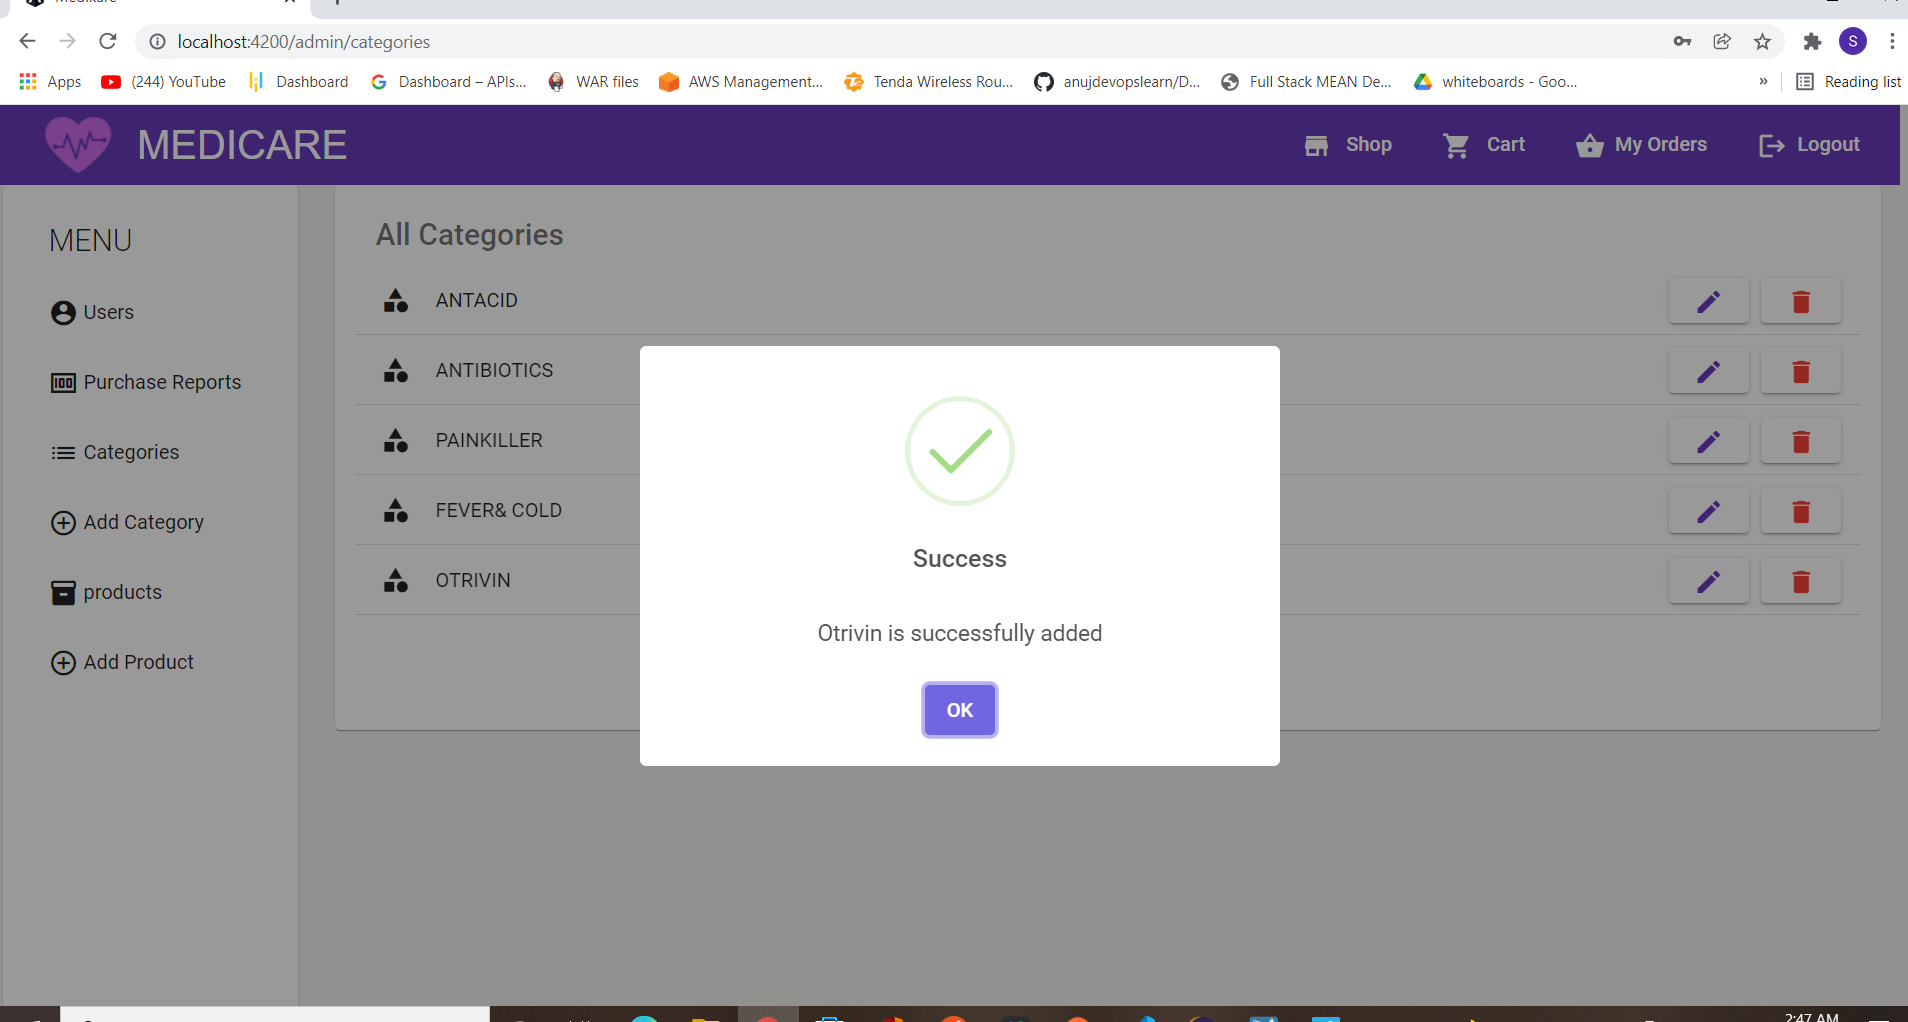 Medikare
localhost:4200/admin/categories
S
Apps
(244) YouTube
Dashboard
Dashboard – APIs...
WAR files
AWS Management...
Tenda Wireless Rou...
anujdevopslearn/D...
Full Stack MEAN De...
whiteboards - Goo...
»
Reading list
MEDICARE
Shop
Cart
My Orders
Logout
MENU
Users
Purchase Reports
Categories
Add Category
products
Add Product
All Categories
ANTACID
ANTIBIOTICS
PAINKILLER
FEVER& COLD
OTRIVIN
Success
Otrivin is successfully added
OK
2:47 AM